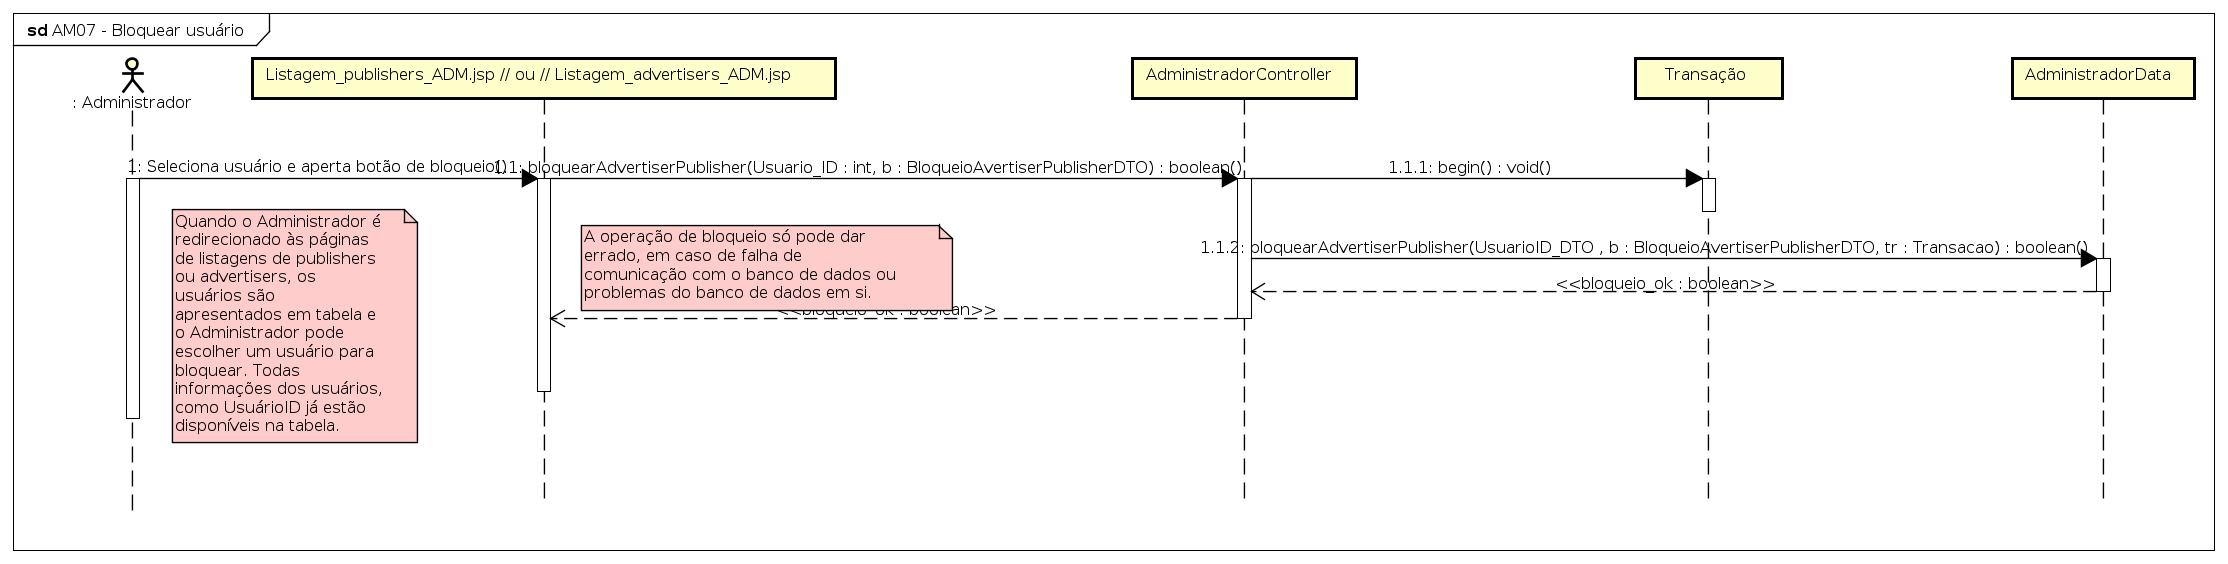 sd AM07 - Bloquear usuário
: Administrador
Listagem_publishers_ADM.jsp // ou // Listagem_advertisers_ADM.jsp
AdministradorController
Transação
AdministradorData
1: Seleciona usuário e aperta botão de bloqueio()
1.1: bloquearAdvertiserPublisher(Usuario_ID : int, b : BloqueioAvertiserPublisherDTO) : boolean()
1.1.1: begin() : void()
Quando o Administrador é
redirecionado às páginas
de listagens de publishers
ou advertisers, os
usuários são
apresentados em tabela e
o Administrador pode
escolher um usuário para
bloquear. Todas
informações dos usuários,
como UsuárioID já estão
disponíveis na tabela.
A operação de bloqueio só pode dar
errado, em caso de falha de
comunicação com o banco de dados ou
problemas do banco de dados em si.
1.1.2: bloquearAdvertiserPublisher(UsuarioID_DTO , b : BloqueioAvertiserPublisherDTO, tr : Transacao) : boolean()
<<bloqueio_ok : boolean>>
<<bloqueio_ok : boolean>>